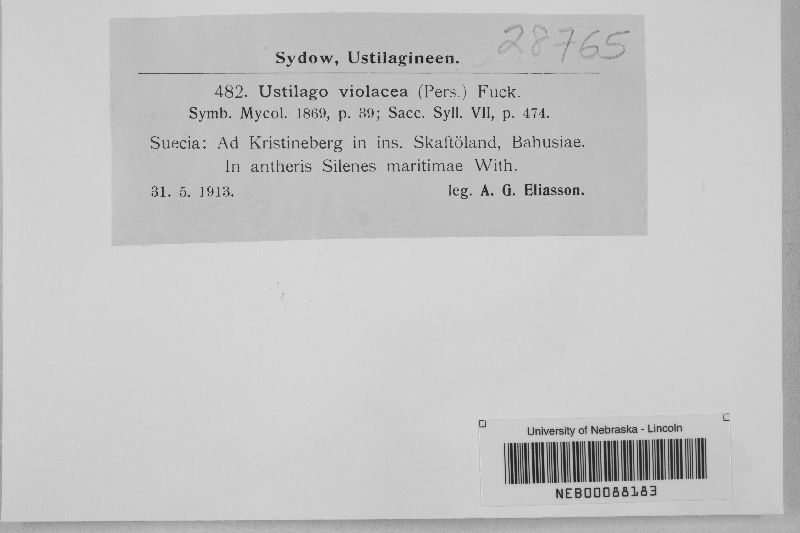 28765
Sydow, Ustilagineen.
482. Ustilago violacea (Pers.) Fuck.
Symb. Mycol. 1869, p. 39; Sacc. Syll. VII, p. 474.
Suecia: Ad Kristineberg in ins. Skaftöland, Bahusiae.
In antheris Silenes maritimae With.
31. 5. 1913. leg. A. G. Eliasson.
University of Nebraska - Lincoln
NEB00088183